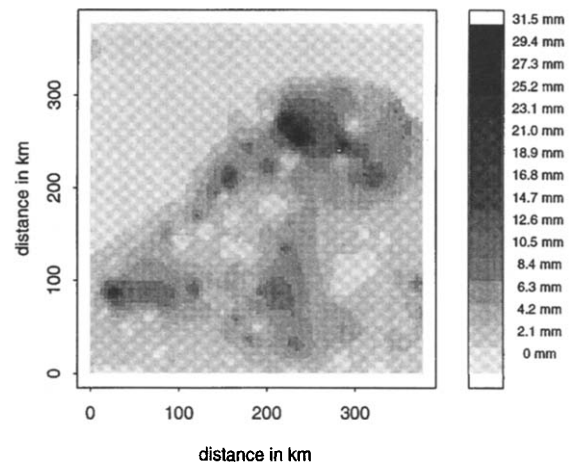 31.5 mm
29.4 mm
27.3 mm
25.2 mm
23.1 mm
21.0 mm
18.9 mm
16.8 mm
14.7 mm
12.6 mm
10.5 mm
8.4 mm
6.3 mm
4.2 mm
2.1 mm
0 mm
distance in km
300
200
100
0
0 100 200 300
distance in km